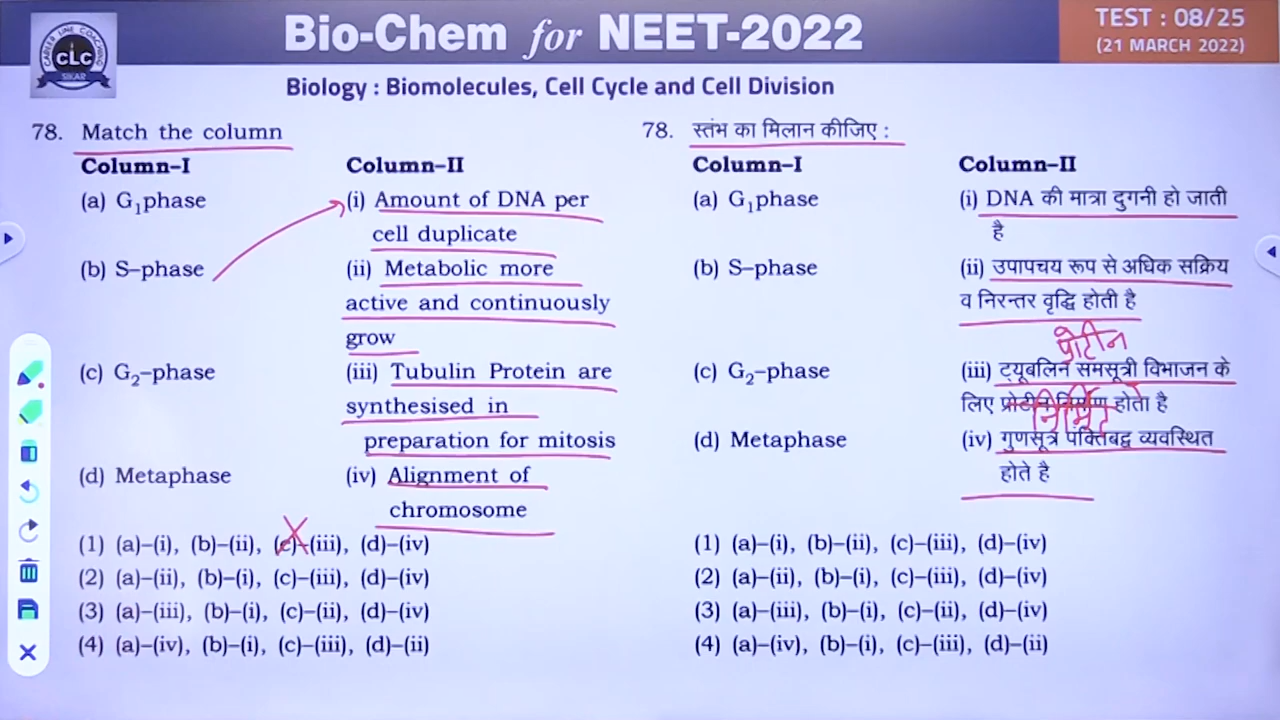 Bio-Chem for NEET-2022
TEST : 08/25
(21 MARCH 2022)
CAREER LINE COACHING
CLC
SIKAR
Biology : Biomolecules, Cell Cycle and Cell Division
78. Match the column
Column–I Column–II
(a) G₁phase (i) Amount of DNA per
cell duplicate
(b) S–phase (ii) Metabolic more
active and continuously
grow
(c) G₂–phase (iii) Tubulin Protein are
synthesised in
preparation for mitosis
(d) Metaphase (iv) Alignment of
chromosome
(1) (a)–(i), (b)–(ii), (c)–(iii), (d)–(iv)
(2) (a)–(ii), (b)–(i), (c)–(iii), (d)–(iv)
(3) (a)–(iii), (b)–(i), (c)–(ii), (d)–(iv)
(4) (a)–(iv), (b)–(i), (c)–(iii), (d)–(ii)
78. स्तंभ का मिलान कीजिए :
Column–I Column–II
(a) G₁phase (i) DNA की मात्रा दुगनी हो जाती
है
(b) S–phase (ii) उपापचय रूप से अधिक सक्रिय
व निरन्तर वृद्धि होती है
प्रोटीन
(c) G₂–phase (iii) ट्यूबलिन समसूत्री विभाजन के
लिए प्रोटीन निर्माण होता है
निर्मित
(d) Metaphase (iv) गुणसूत्र पंक्तिबद्व व्यवस्थित
होते है
(1) (a)–(i), (b)–(ii), (c)–(iii), (d)–(iv)
(2) (a)–(ii), (b)–(i), (c)–(iii), (d)–(iv)
(3) (a)–(iii), (b)–(i), (c)–(ii), (d)–(iv)
(4) (a)–(iv), (b)–(i), (c)–(iii), (d)–(ii)